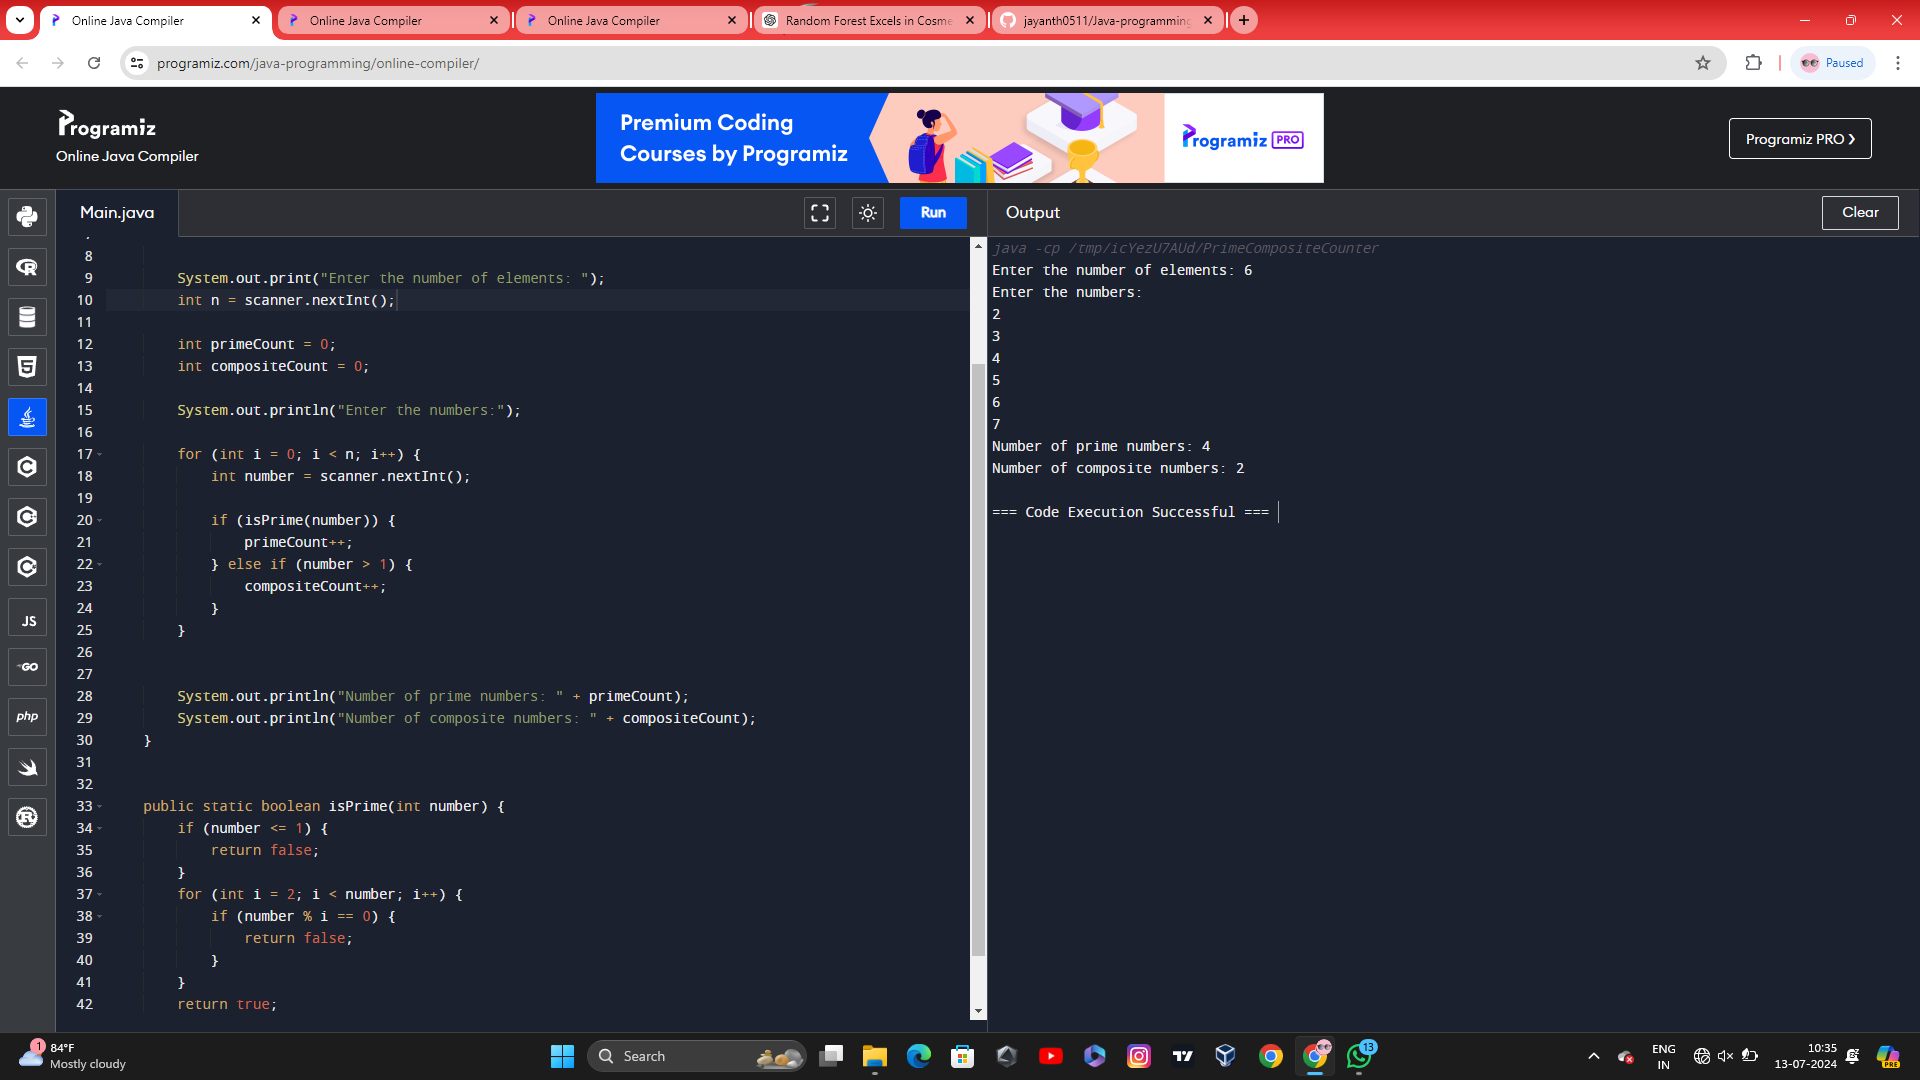 Online Java Compiler
Online Java Compiler
Online Java Compiler
Random Forest Excels in Cosme
jayanth0511/Java-programming
programiz.com/java-programming/online-compiler/
Paused
Programiz
Online Java Compiler
Premium Coding
Courses by Programiz
Programiz PRO
Programiz PRO
Main.java
Run
Output
Clear
8
9 System.out.print("Enter the number of elements: ");
10 int n = scanner.nextInt();
11
12 int primeCount = 0;
13 int compositeCount = 0;
14
15 System.out.println("Enter the numbers:");
16
17 for (int i = 0; i < n; i++) {
18 int number = scanner.nextInt();
19
20 if (isPrime(number)) {
21 primeCount++;
22 } else if (number > 1) {
23 compositeCount++;
24 }
25 }
26
27
28 System.out.println("Number of prime numbers: " + primeCount);
29 System.out.println("Number of composite numbers: " + compositeCount);
30 }
31
32
33 public static boolean isPrime(int number) {
34 if (number <= 1) {
35 return false;
36 }
37 for (int i = 2; i < number; i++) {
38 if (number % i == 0) {
39 return false;
40 }
41 }
42 return true;
java -cp /tmp/icYezU7AUd/PrimeCompositeCounter
Enter the number of elements: 6
Enter the numbers:
2
3
4
5
6
7
Number of prime numbers: 4
Number of composite numbers: 2
=== Code Execution Successful ===
JS
GO
php
1
84°F
Mostly cloudy
Search
13
ENG
IN
10:35
13-07-2024
PRE